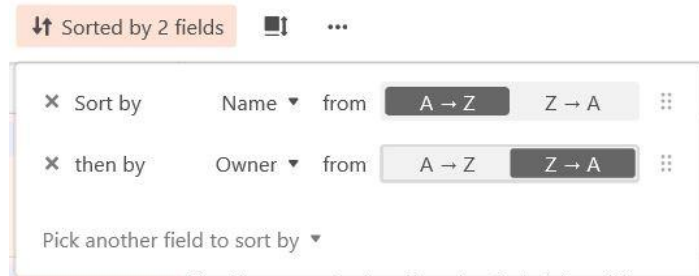 Sorted by 2 fields
Sort by Name from A → Z Z → A
then by Owner from A → Z Z → A
Pick another field to sort by